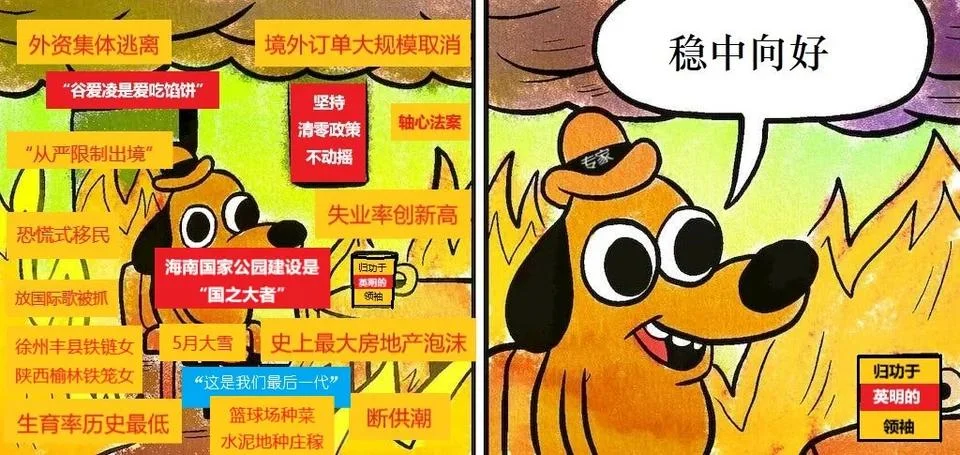 外资集体逃离
境外订单大规模取消
“谷爱凌是爱吃馅饼”
坚持
清零政策
不动摇
轴心法案
“从严限制出境”
失业率创新高
恐慌式移民
海南国家公园建设是
“国之大者”
归功于
英明的
领袖
放国际歌被抓
徐州丰县铁链女
5月大雪
史上最大房地产泡沫
陕西榆林铁笼女
“这是我们最后一代”
生育率历史最低
篮球场种菜
水泥地种庄稼
断供潮
稳中向好
专家
归功于
英明的
领袖